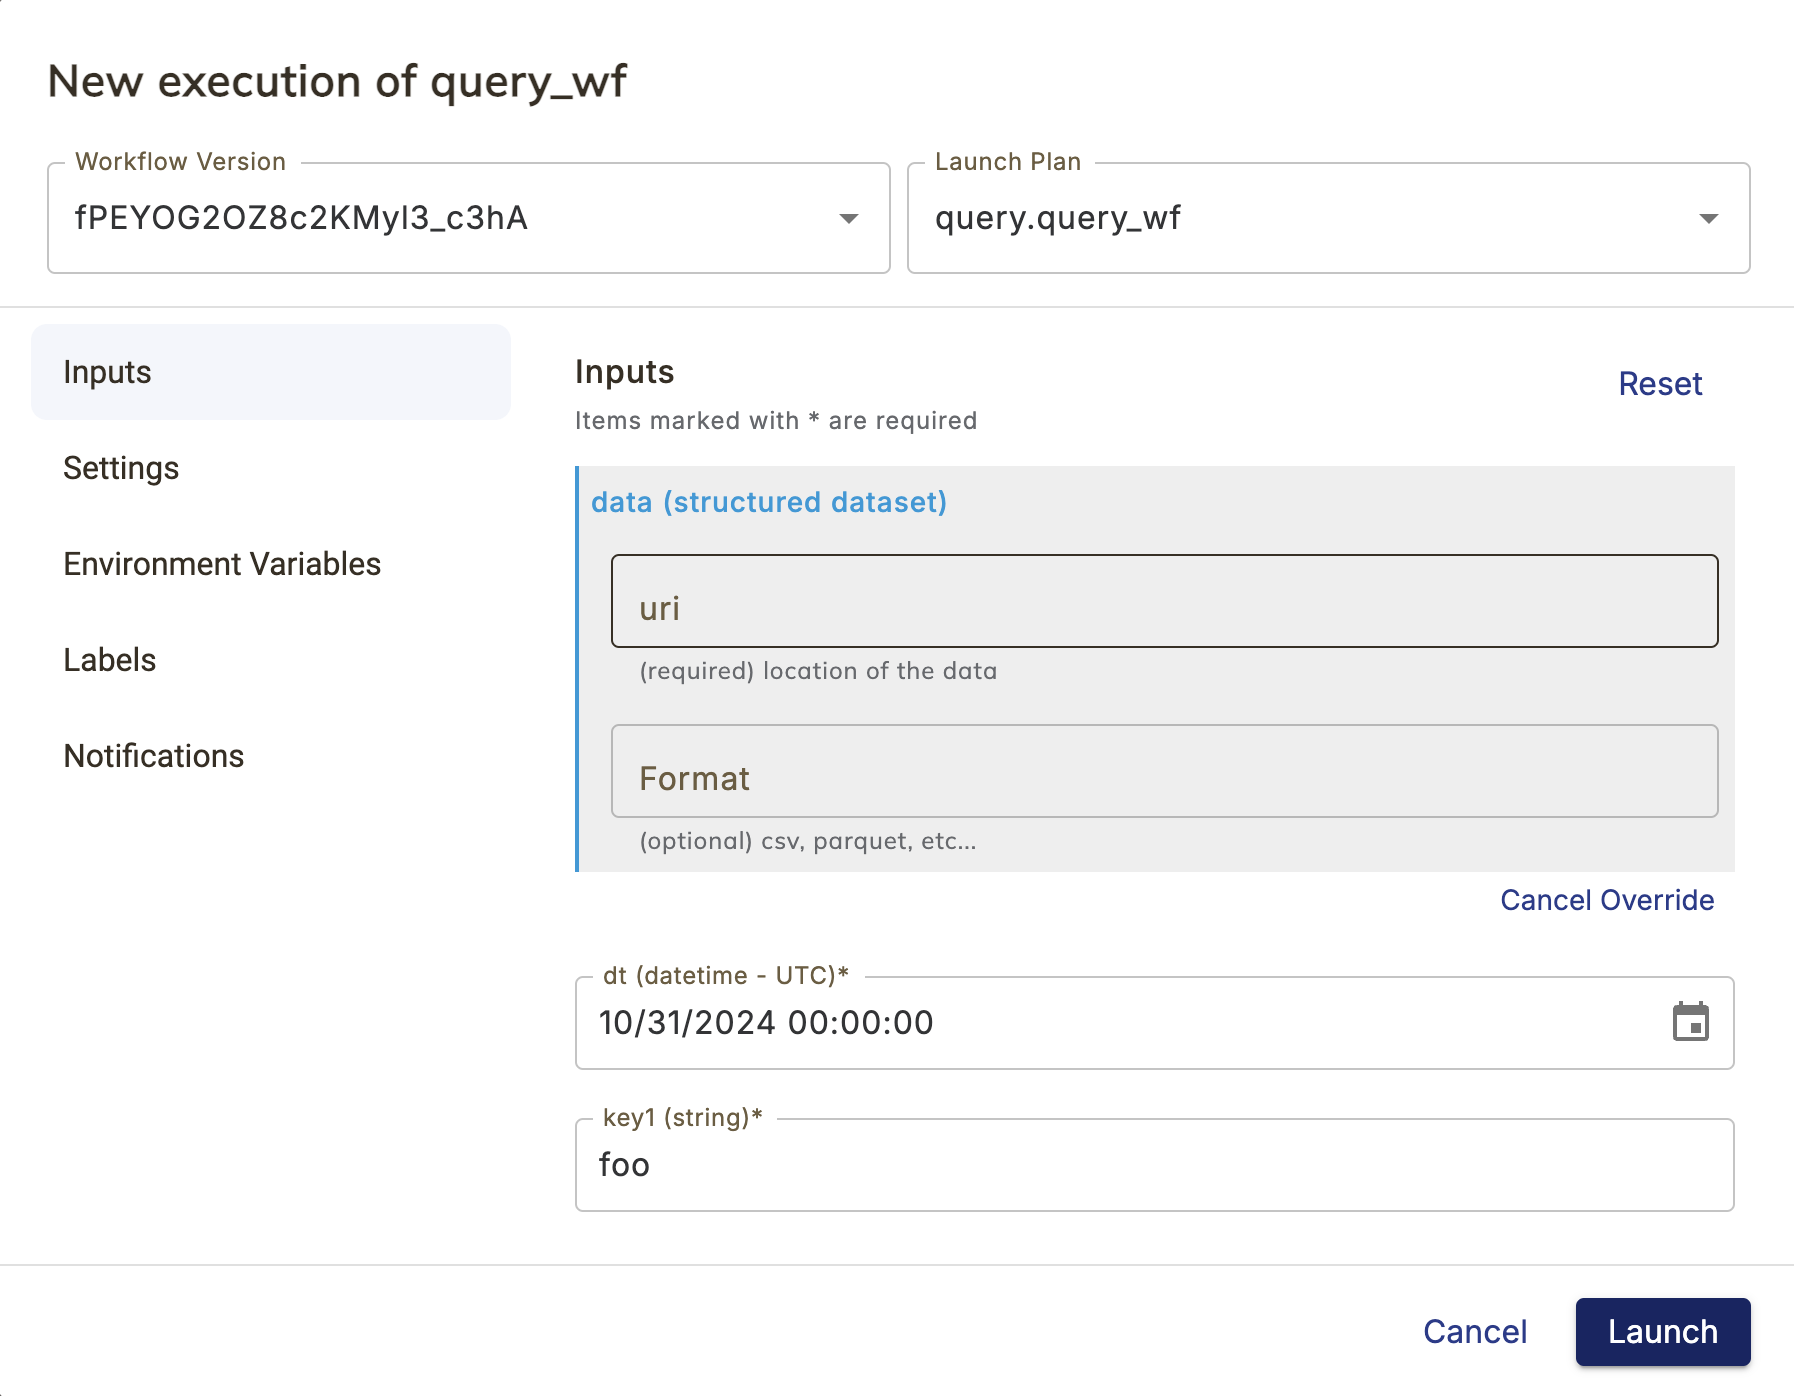 New execution of query_wf
Workflow Version
fPEYOG2OZ8c2KMyI3_c3hA
Launch Plan
query.query_wf
Inputs
Settings
Environment Variables
Labels
Notifications
Inputs
Reset
Items marked with * are required
data (structured dataset)
uri
(required) location of the data
Format
(optional) csv, parquet, etc...
Cancel Override
dt (datetime - UTC)*
10/31/2024 00:00:00
key1 (string)*
foo
Cancel
Launch